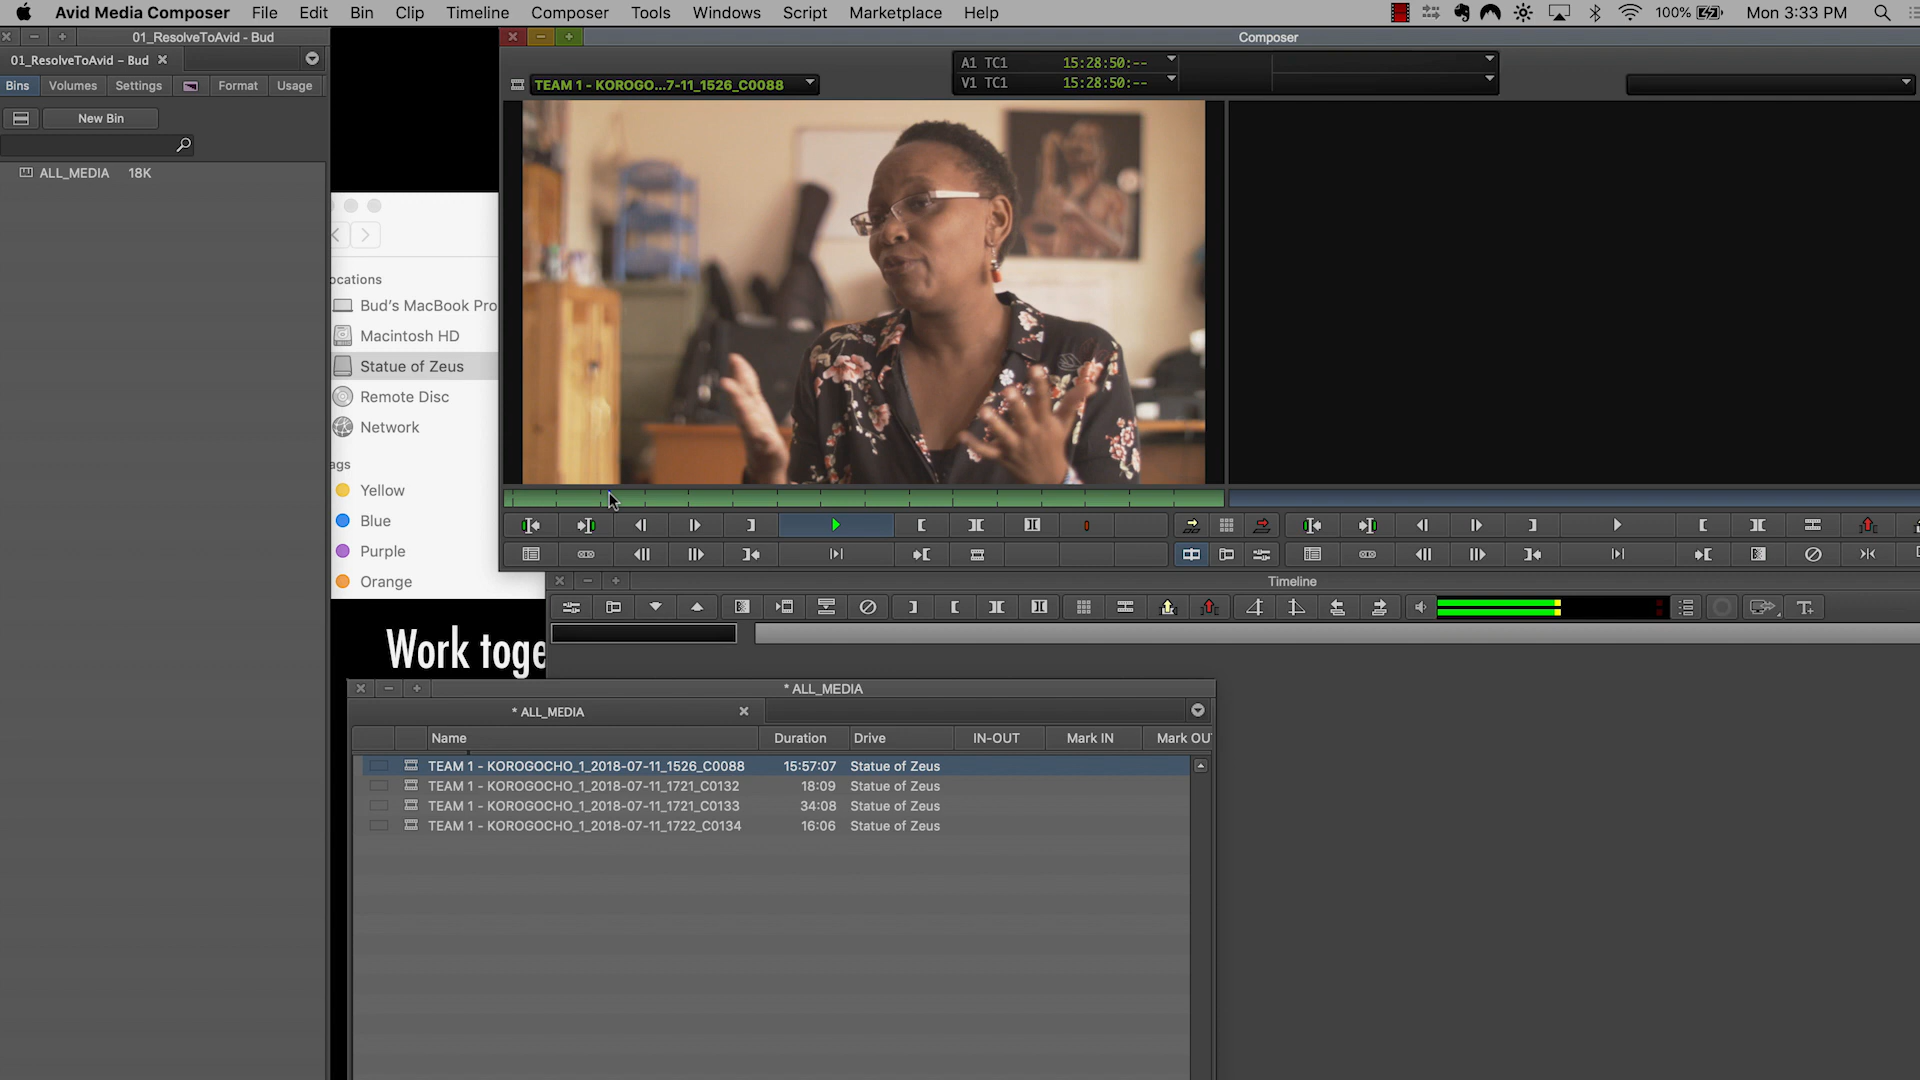 Avid Media Composer File Edit Bin Clip Timeline Composer Tools Windows Script Marketplace Help 100% Mon 3:33 PM
01_ResolveToAvid - Bud
01_ResolveToAvid - Bud
Bins Volumes Settings Format Usage
New Bin
ALL_MEDIA 18K
ocations
Bud's MacBook Pro
Macintosh HD
Statue of Zeus
Remote Disc
Network
ags
Yellow
Blue
Purple
Orange
Work toge
Composer
A1 TC1 15:28:50:--
V1 TC1 15:28:50:--
TEAM 1 - KOROGO...7-11_1526_C0088
Timeline
* ALL_MEDIA
* ALL_MEDIA
Name Duration Drive IN-OUT Mark IN Mark OU
TEAM 1 - KOROGOCHO_1_2018-07-11_1526_C0088 15:57:07 Statue of Zeus
TEAM 1 - KOROGOCHO_1_2018-07-11_1721_C0132 18:09 Statue of Zeus
TEAM 1 - KOROGOCHO_1_2018-07-11_1721_C0133 34:08 Statue of Zeus
TEAM 1 - KOROGOCHO_1_2018-07-11_1722_C0134 16:06 Statue of Zeus